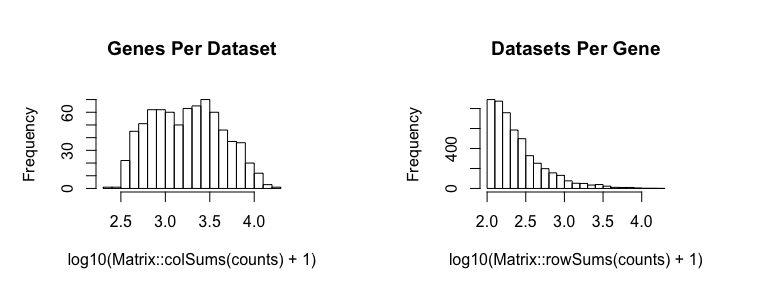 Genes Per Dataset
Frequency
0 30 60
2.5 3.0 3.5 4.0
log10(Matrix::colSums(counts) + 1)
Datasets Per Gene
Frequency
0 400
2.0 2.5 3.0 3.5 4.0
log10(Matrix::rowSums(counts) + 1)